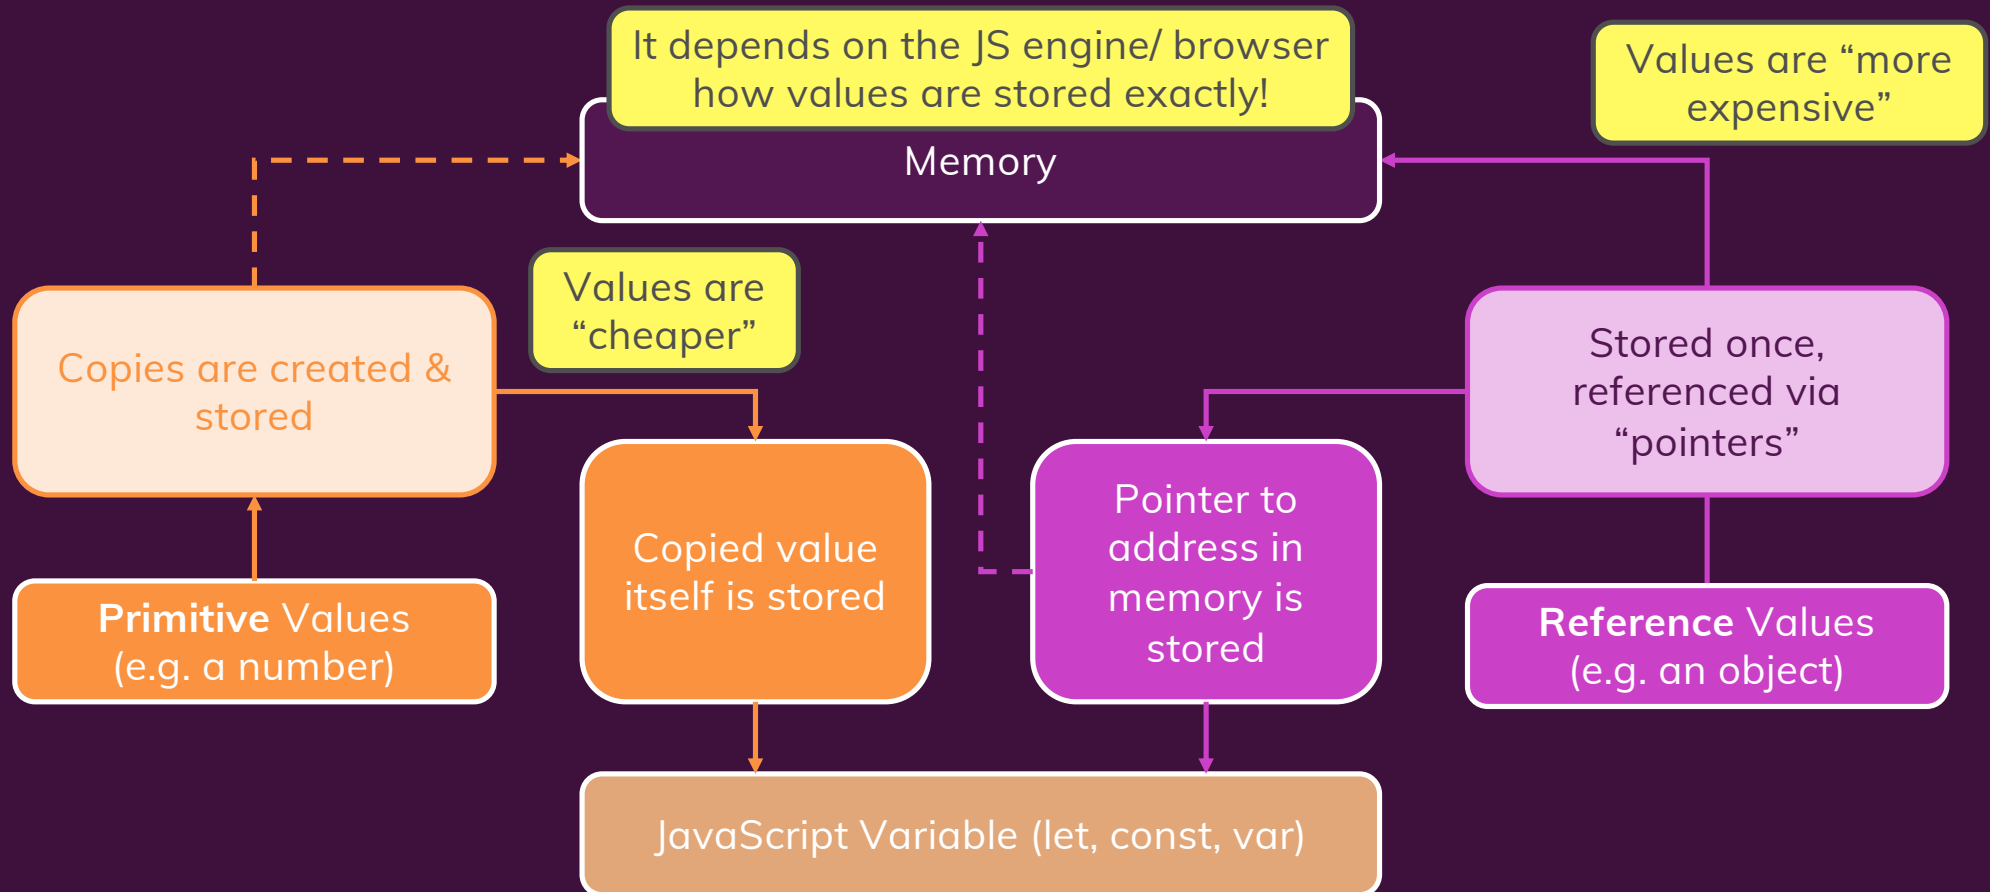 It depends on the JS engine/ browser
how values are stored exactly!
Values are “more
expensive”
Memory
Values are
“cheaper”
Copies are created &
stored
Stored once,
referenced via
“pointers”
Copied value
itself is stored
Pointer to
address in
memory is
stored
Primitive Values
(e.g. a number)
Reference Values
(e.g. an object)
JavaScript Variable (let, const, var)